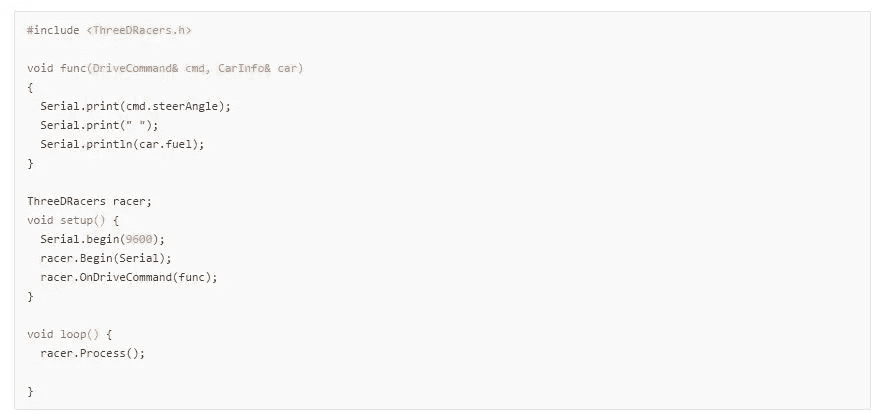 #include <ThreeDRacers.h>
void func(DriveCommand& cmd, CarInfo& car)
{
  Serial.print(cmd.steerAngle);
  Serial.print(" ");
  Serial.println(car.fuel);
}
ThreeDRacers racer;
void setup() {
  Serial.begin(9600);
  racer.Begin(Serial);
  racer.OnDriveCommand(func);
}
void loop() {
  racer.Process();
}